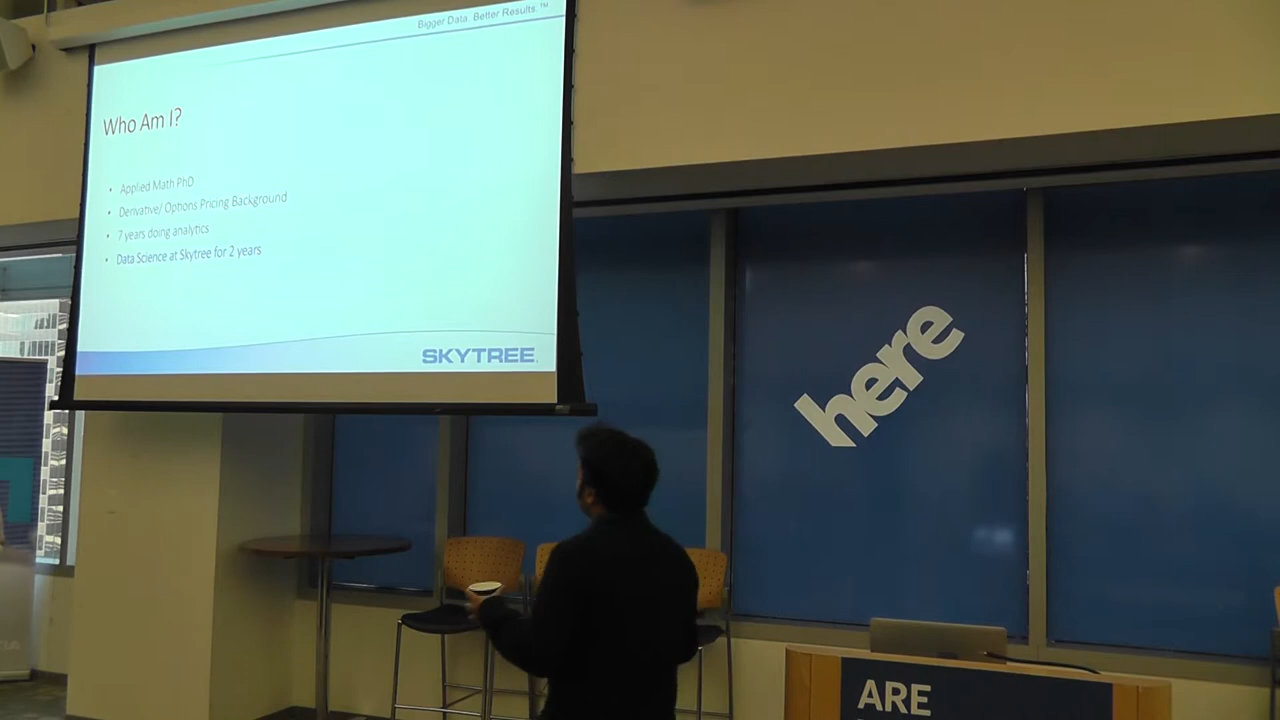 Bigger Data. Better Results.™
Who Am I?
• Applied Math PhD
• Derivative/ Options Pricing Background
• 7 years doing analytics
• Data Science at Skytree for 2 years
SKYTREE®
here
ARE